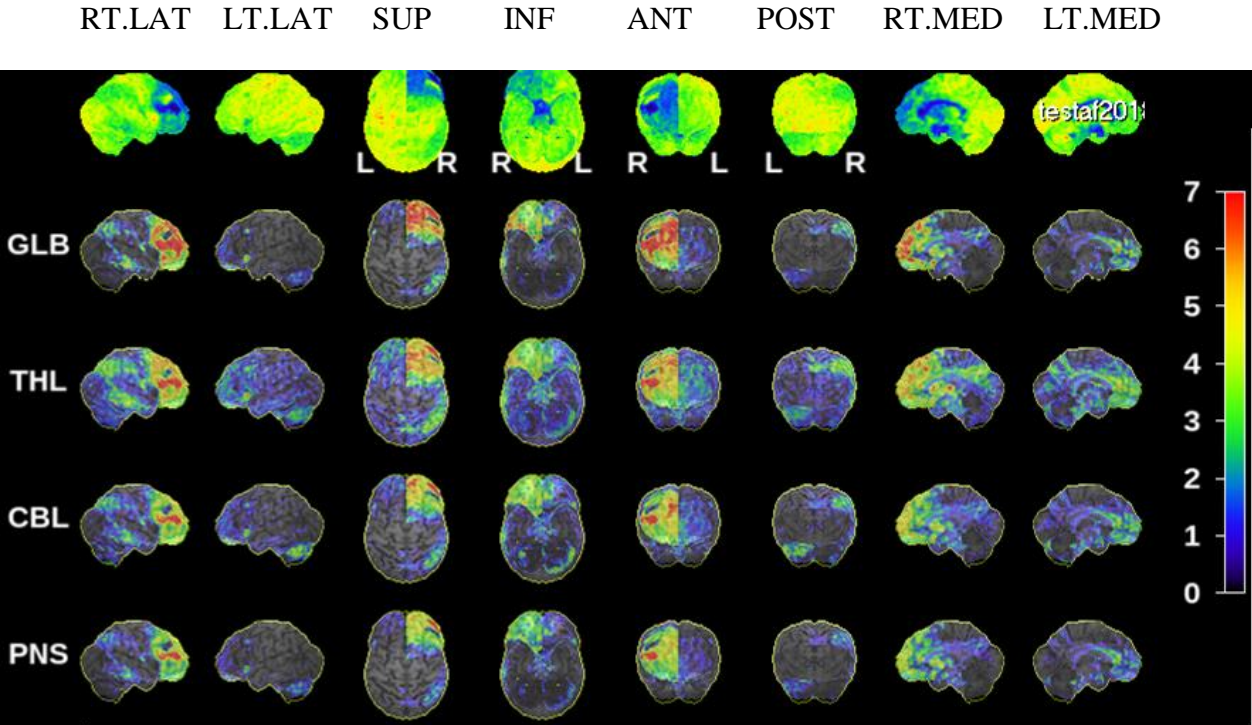 RT.LAT LT.LAT SUP INF ANT POST RT.MED LT.MED
testaf2018
L R R L R L L R
7
GLB
6
5
THL
4
3
2
CBL
1
0
PNS